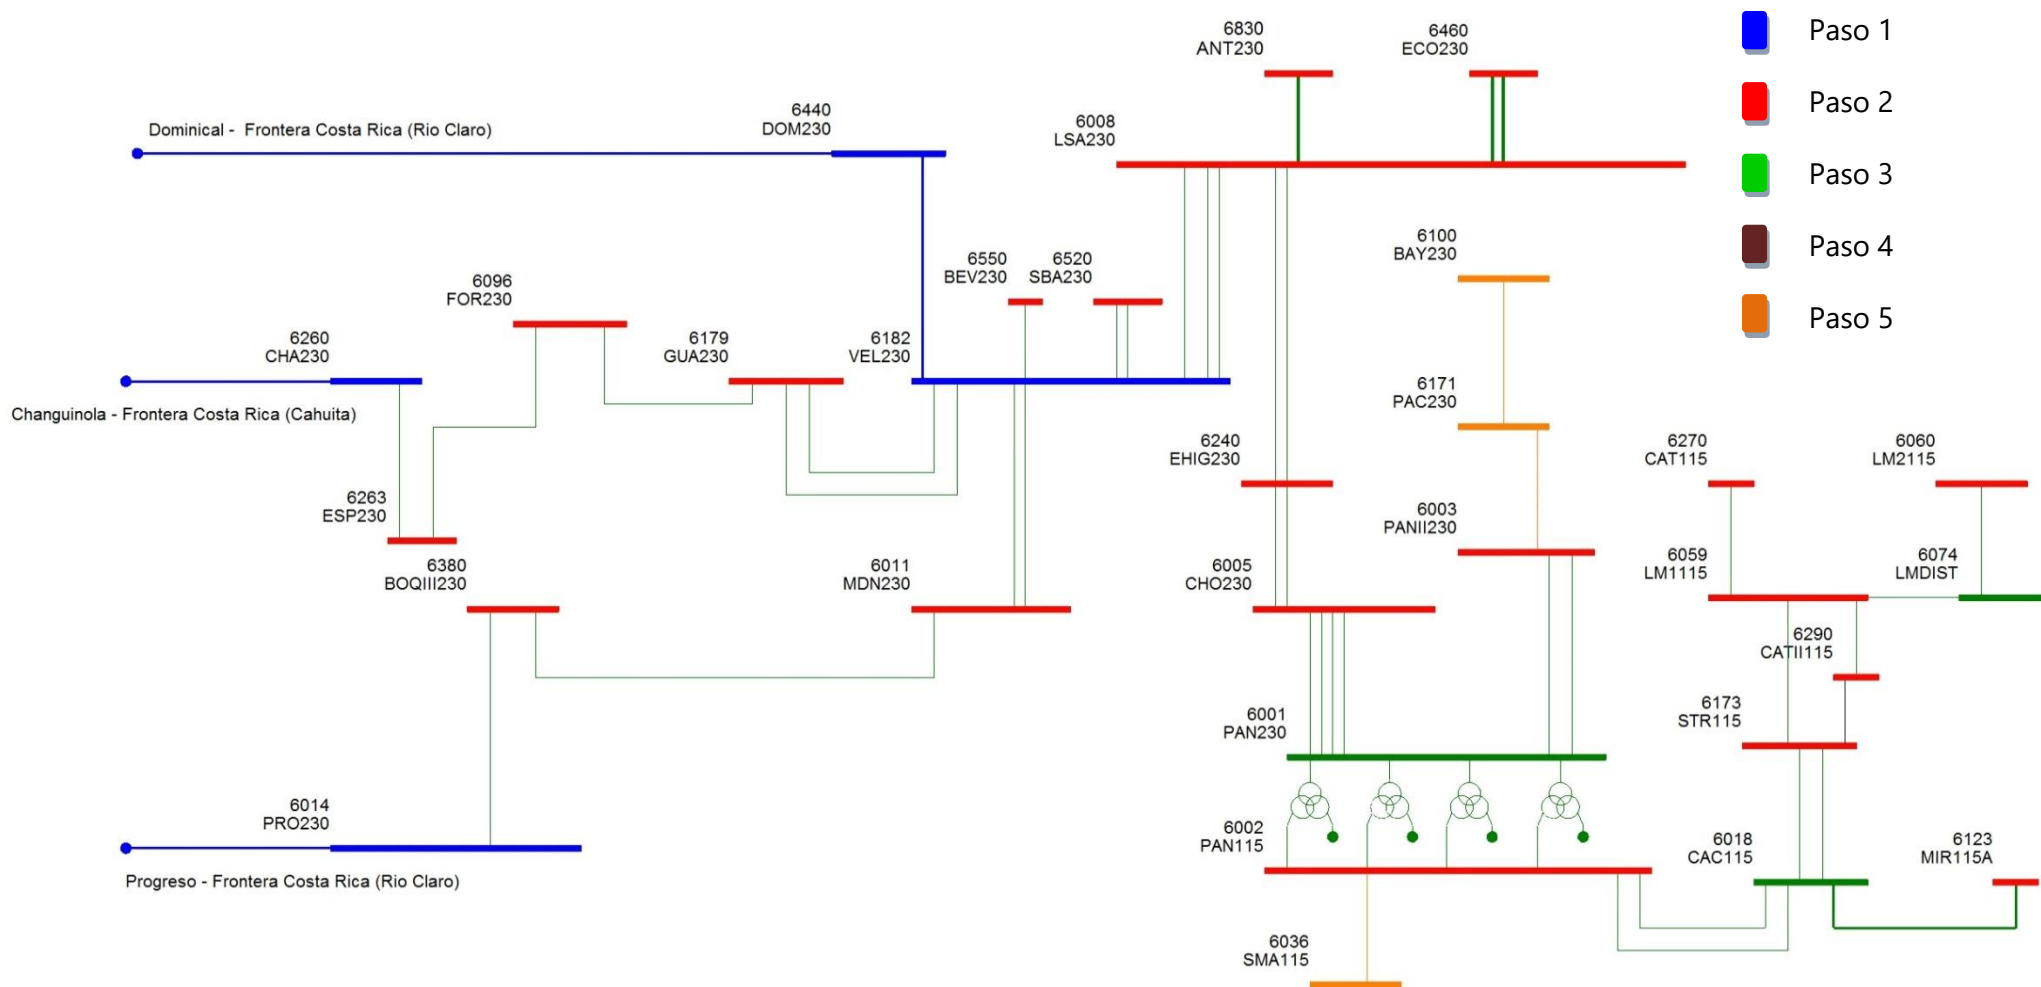 6830
ANT230
6460
ECO230
Paso 1
Paso 2
Paso 3
Paso 4
Paso 5
Dominical - Frontera Costa Rica (Rio Claro)
6440
DOM230
6008
LSA230
6100
BAY230
6550
BEV230
6520
SBA230
6096
FOR230
6260
CHA230
6179
GUA230
6182
VEL230
Changuinola - Frontera Costa Rica (Cahuita)
6171
PAC230
6240
EHIG230
6270
CAT115
6060
LM2115
6263
ESP230
6003
PANII230
6380
BOQIII230
6011
MDN230
6005
CHO230
6059
LM1115
6074
LMDIST
6290
CATII115
6173
STR115
6001
PAN230
6014
PRO230
6002
PAN115
6018
CAC115
6123
MIR115A
Progreso - Frontera Costa Rica (Rio Claro)
6036
SMA115